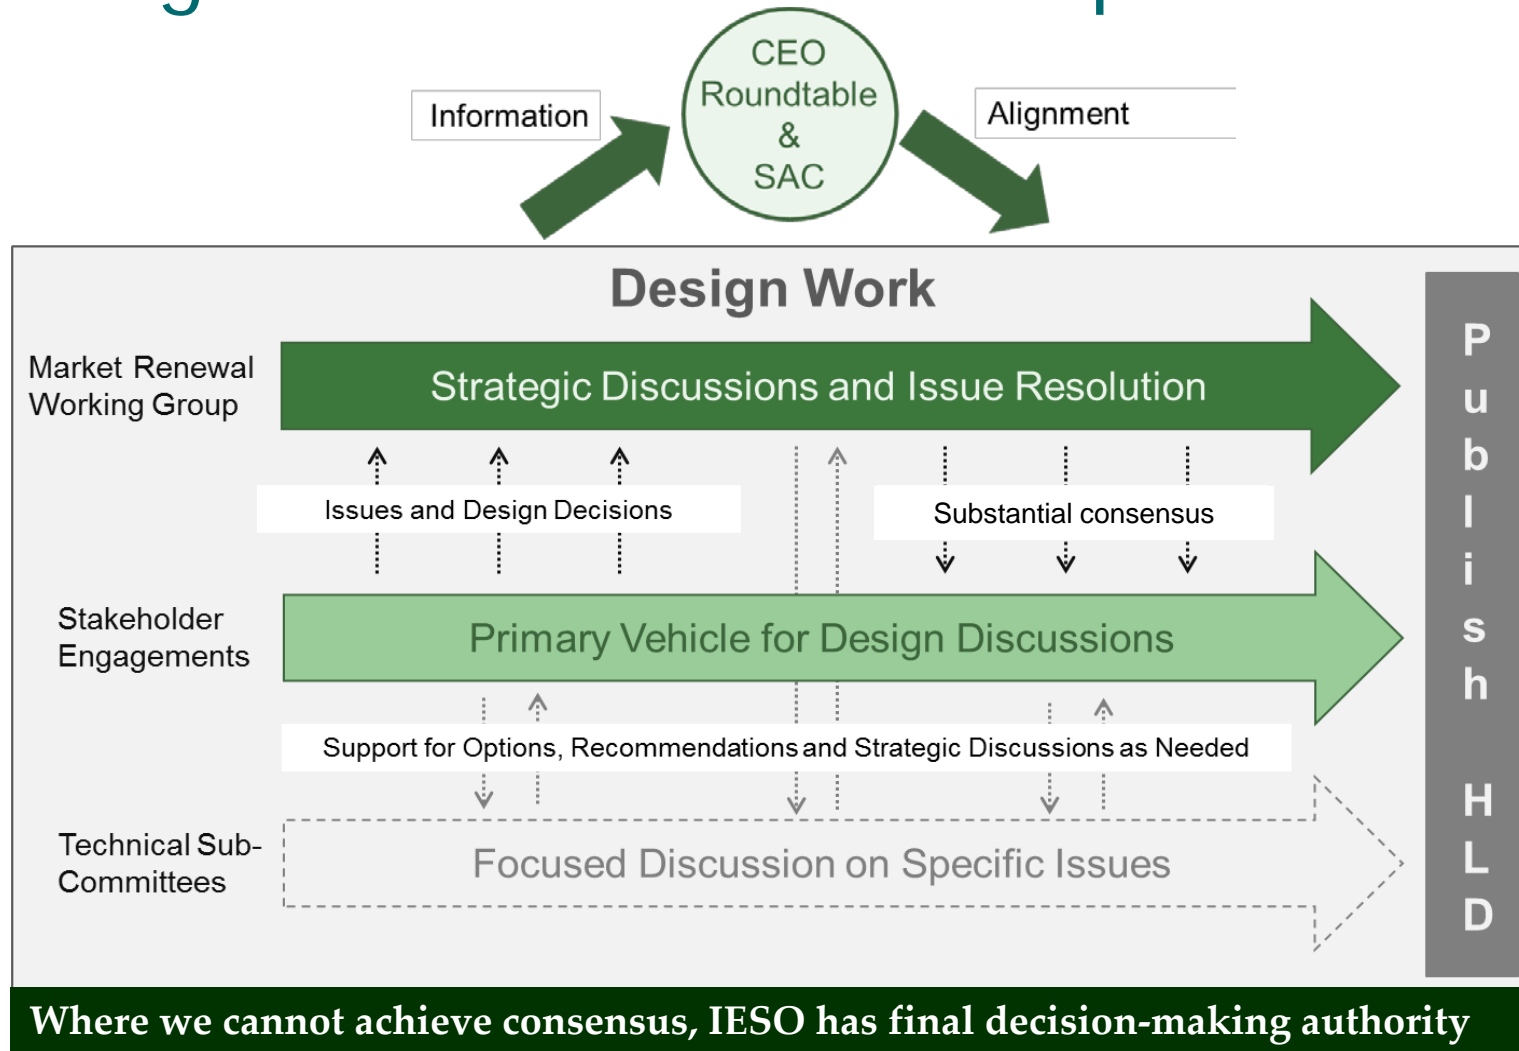 CEO
Roundtable
&
SAC
Information
Alignment
Design Work
Market Renewal
Working Group
Strategic Discussions and Issue Resolution
Issues and Design Decisions
Substantial consensus
Stakeholder
Engagements
Primary Vehicle for Design Discussions
Support for Options, Recommendations and Strategic Discussions as Needed
Technical Sub-
Committees
Focused Discussion on Specific Issues
Publish HLD
Where we cannot achieve consensus, IESO has final decision-making authority